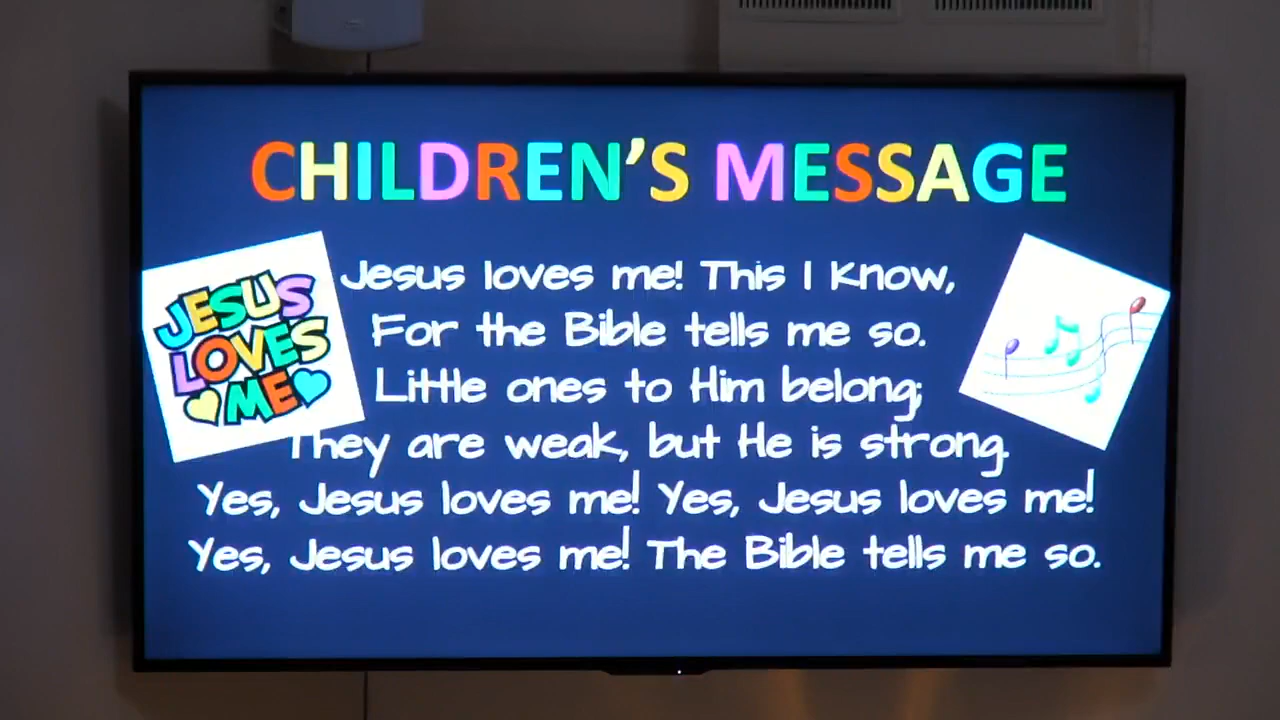 CHILDREN'S MESSAGE
JESUS
LOVES
ME
Jesus loves me! This I know,
For the Bible tells me so.
Little ones to Him belong;
They are weak, but He is strong.
Yes, Jesus loves me! Yes, Jesus loves me!
Yes, Jesus loves me! The Bible tells me so.